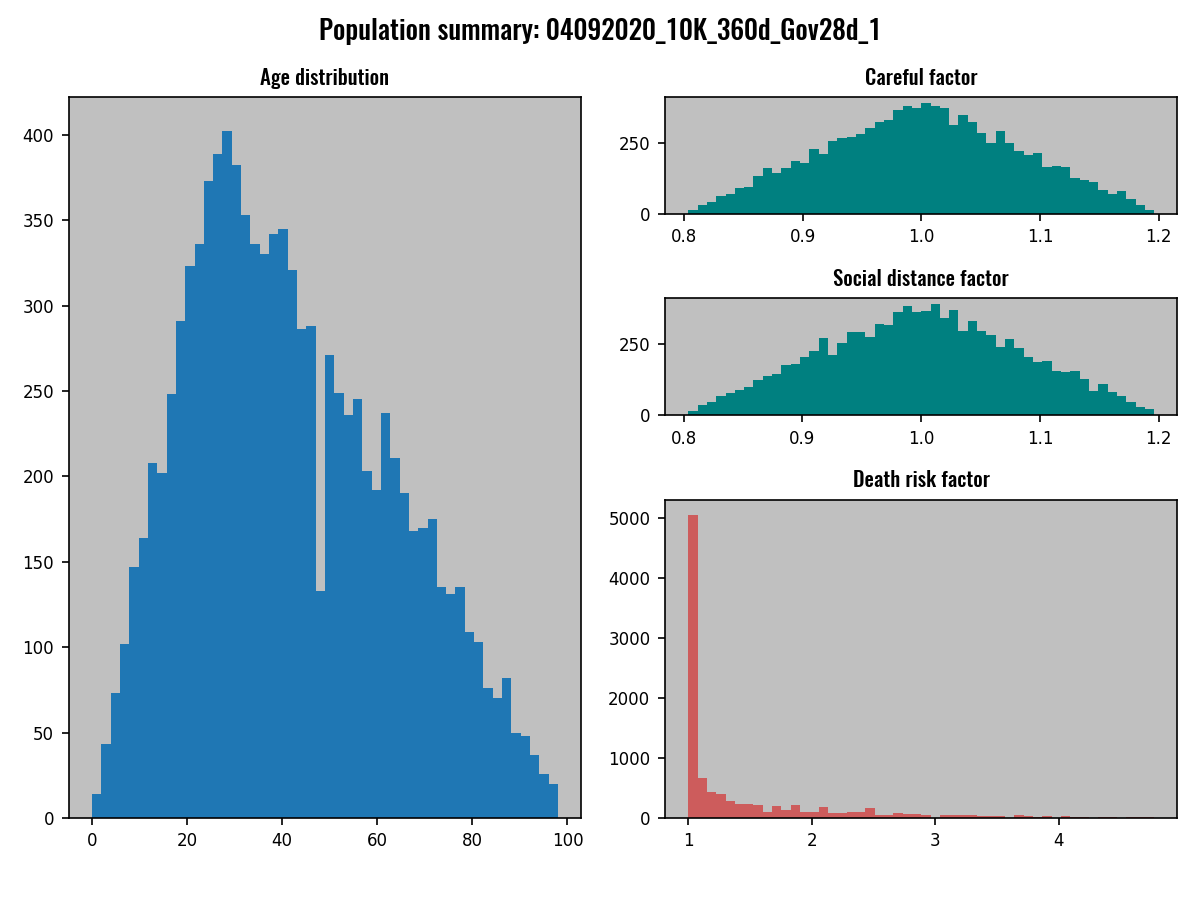 Population summary: 04092020_10K_360d_Gov28d_1
Age distribution
400
350
300
250
200
150
100
50
0
0 20 40 60 80 100
Careful factor
250
0
0.8 0.9 1.0 1.1 1.2
Social distance factor
250
0
0.8 0.9 1.0 1.1 1.2
Death risk factor
5000
4000
3000
2000
1000
0
1 2 3 4